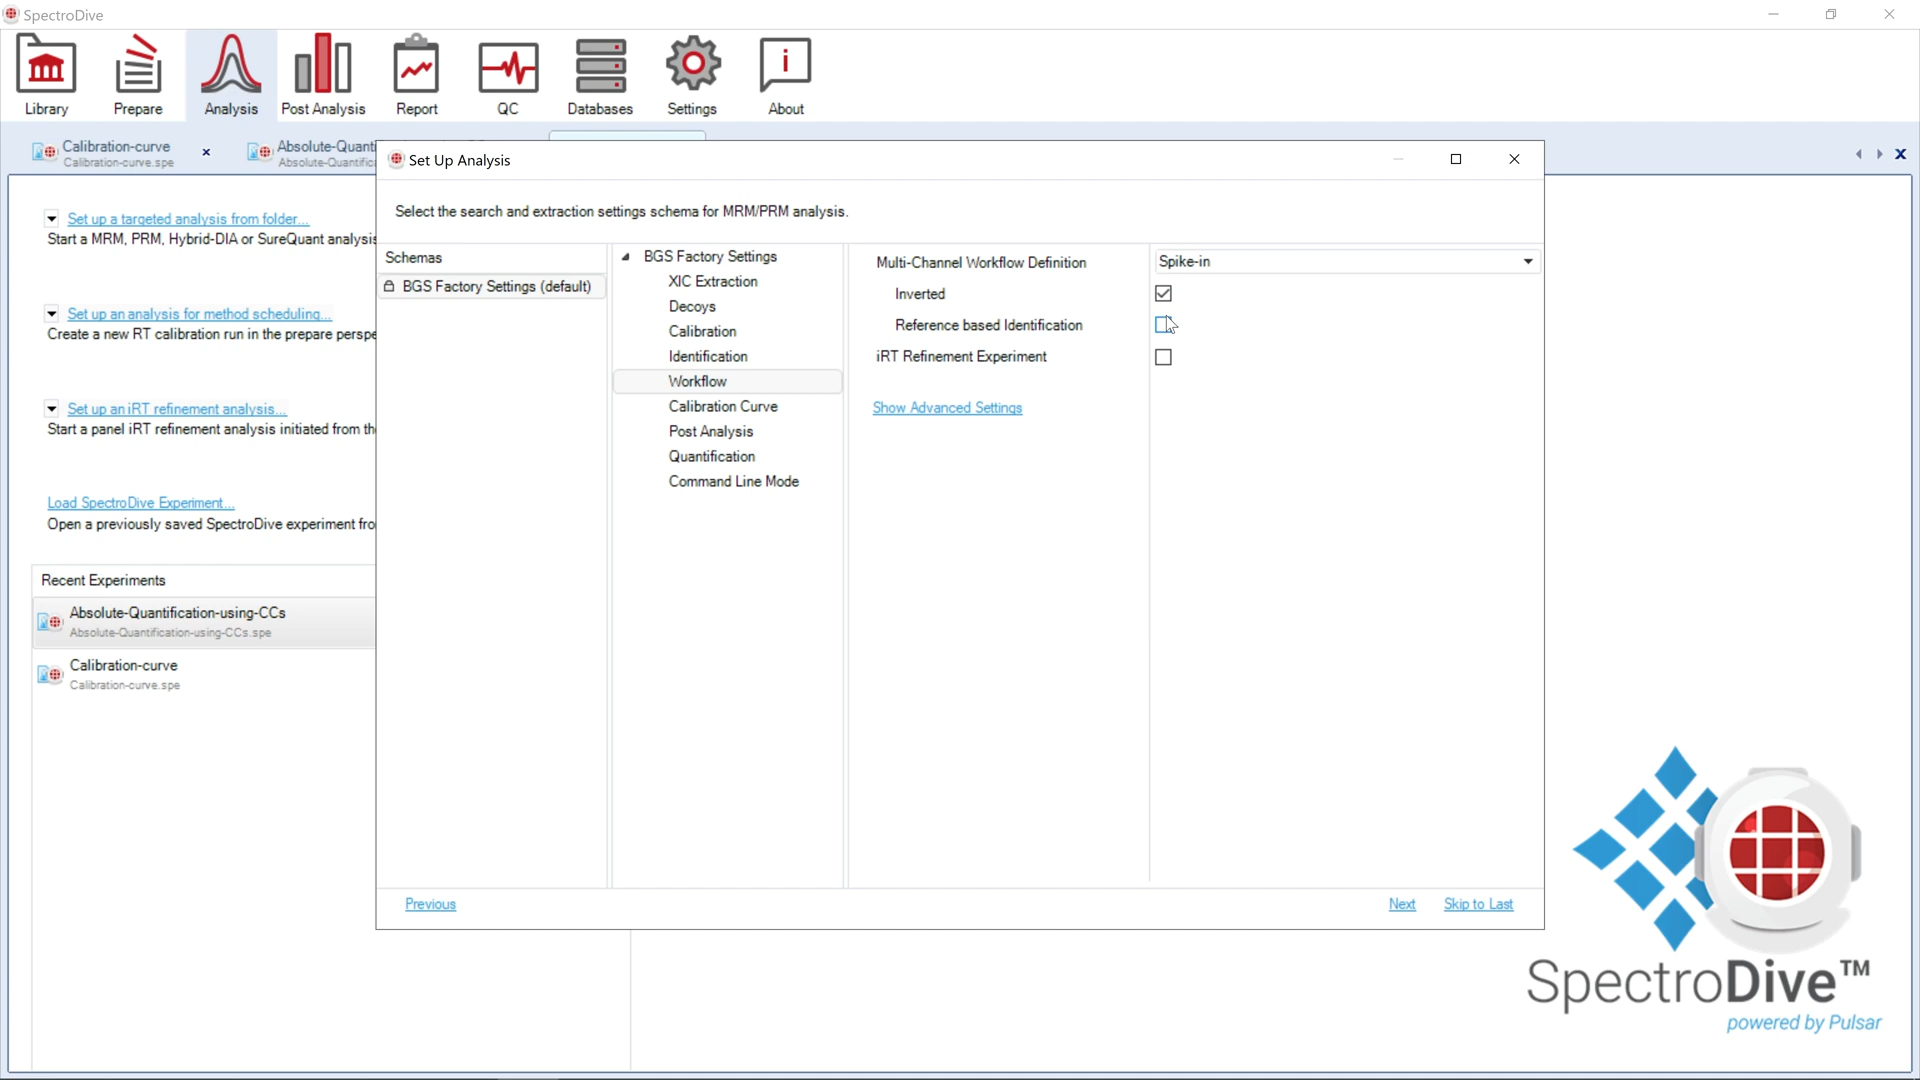 SpectroDive
Library
Prepare
Analysis
Post Analysis
Report
QC
Databases
Settings
About
Calibration-curve
Calibration-curve.spe
Absolute-Quanti
Absolute-Quantific
Set Up Analysis
Select the search and extraction settings schema for MRM/PRM analysis.
Set up a targeted analysis from folder...
Start a MRM, PRM, Hybrid-DIA or SureQuant analysis
Set up an analysis for method scheduling...
Create a new RT calibration run in the prepare perspe
Set up an iRT refinement analysis...
Start a panel iRT refinement analysis initiated from th
Load SpectroDive Experiment...
Open a previously saved SpectroDive experiment fro
Recent Experiments
Absolute-Quantification-using-CCs
Absolute-Quantification-using-CCs.spe
Calibration-curve
Calibration-curve.spe
Schemas
BGS Factory Settings (default)
BGS Factory Settings
XIC Extraction
Decoys
Calibration
Identification
Workflow
Calibration Curve
Post Analysis
Quantification
Command Line Mode
Multi-Channel Workflow Definition
Spike-in
Inverted
Reference based Identification
iRT Refinement Experiment
Show Advanced Settings
Previous
Next
Skip to Last
SpectroDive™
powered by Pulsar